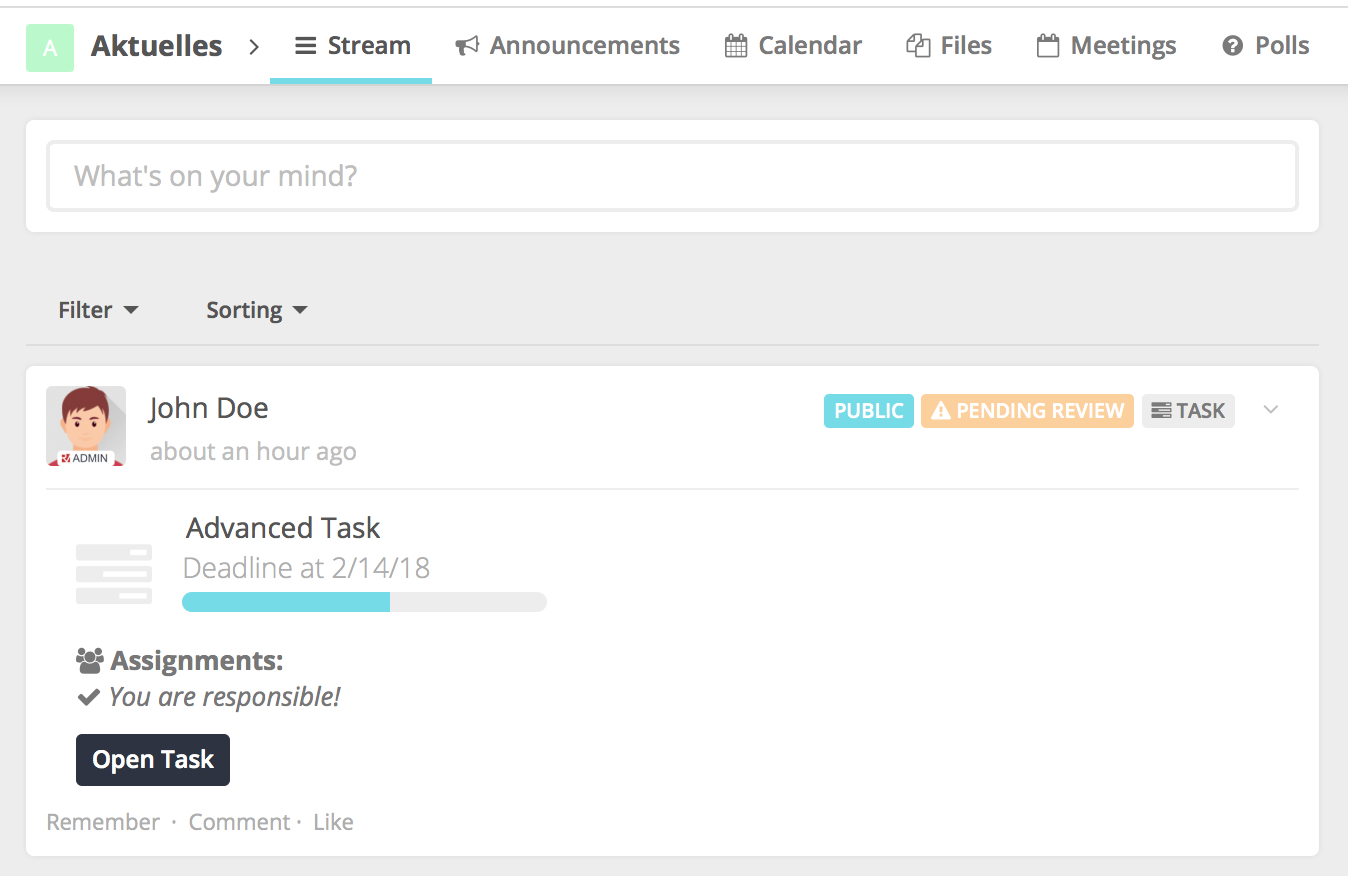 A Aktuelles Stream Announcements Calendar Files Meetings Polls
What's on your mind?
Filter Sorting
John Doe PUBLIC PENDING REVIEW TASK
about an hour ago
ADMIN
Advanced Task
Deadline at 2/14/18
Assignments:
You are responsible!
Open Task
Remember · Comment · Like